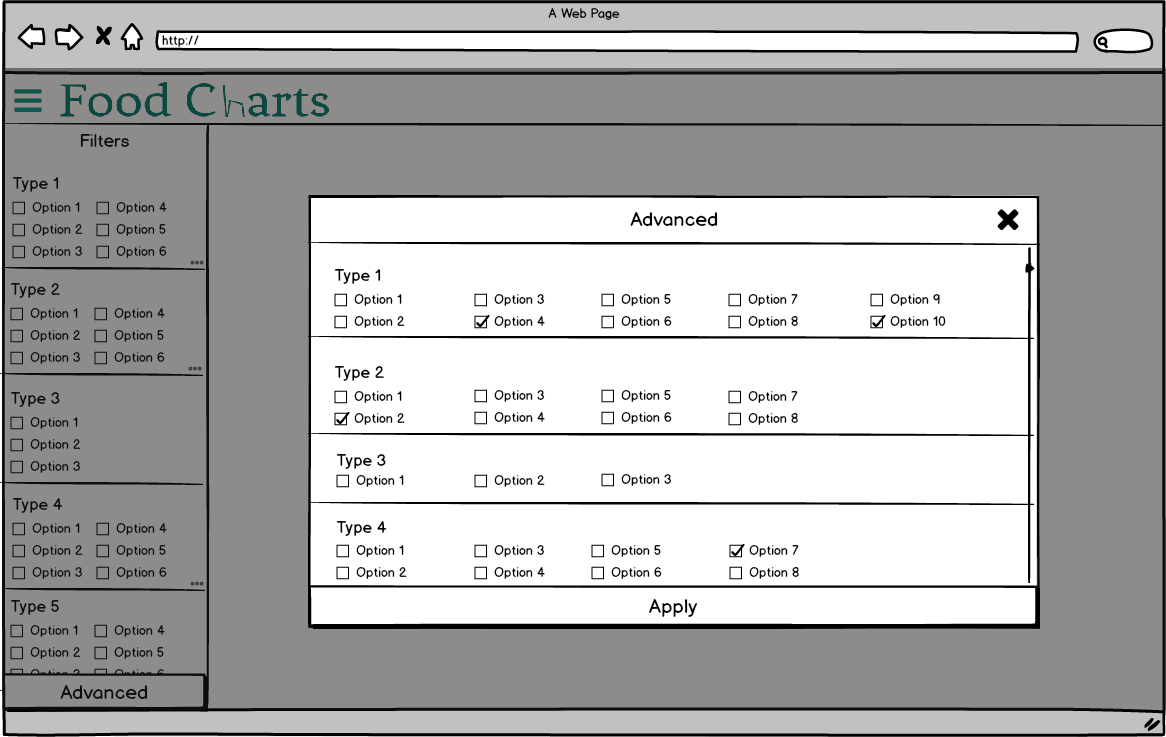 A Web Page
http://
Food Charts
Filters
Type 1
Option 1 Option 4
Option 2 Option 5
Option 3 Option 6
Type 2
Option 1 Option 4
Option 2 Option 5
Option 3 Option 6
Type 3
Option 1
Option 2
Option 3
Type 4
Option 1 Option 4
Option 2 Option 5
Option 3 Option 6
Type 5
Option 1 Option 4
Option 2 Option 5
Option 3 Option 6
Advanced
Advanced
Type 1
Option 1 Option 3 Option 5 Option 7 Option 9
Option 2 Option 4 Option 6 Option 8 Option 10
Type 2
Option 1 Option 3 Option 5 Option 7
Option 2 Option 4 Option 6 Option 8
Type 3
Option 1 Option 2 Option 3
Type 4
Option 1 Option 3 Option 5 Option 7
Option 2 Option 4 Option 6 Option 8
Apply